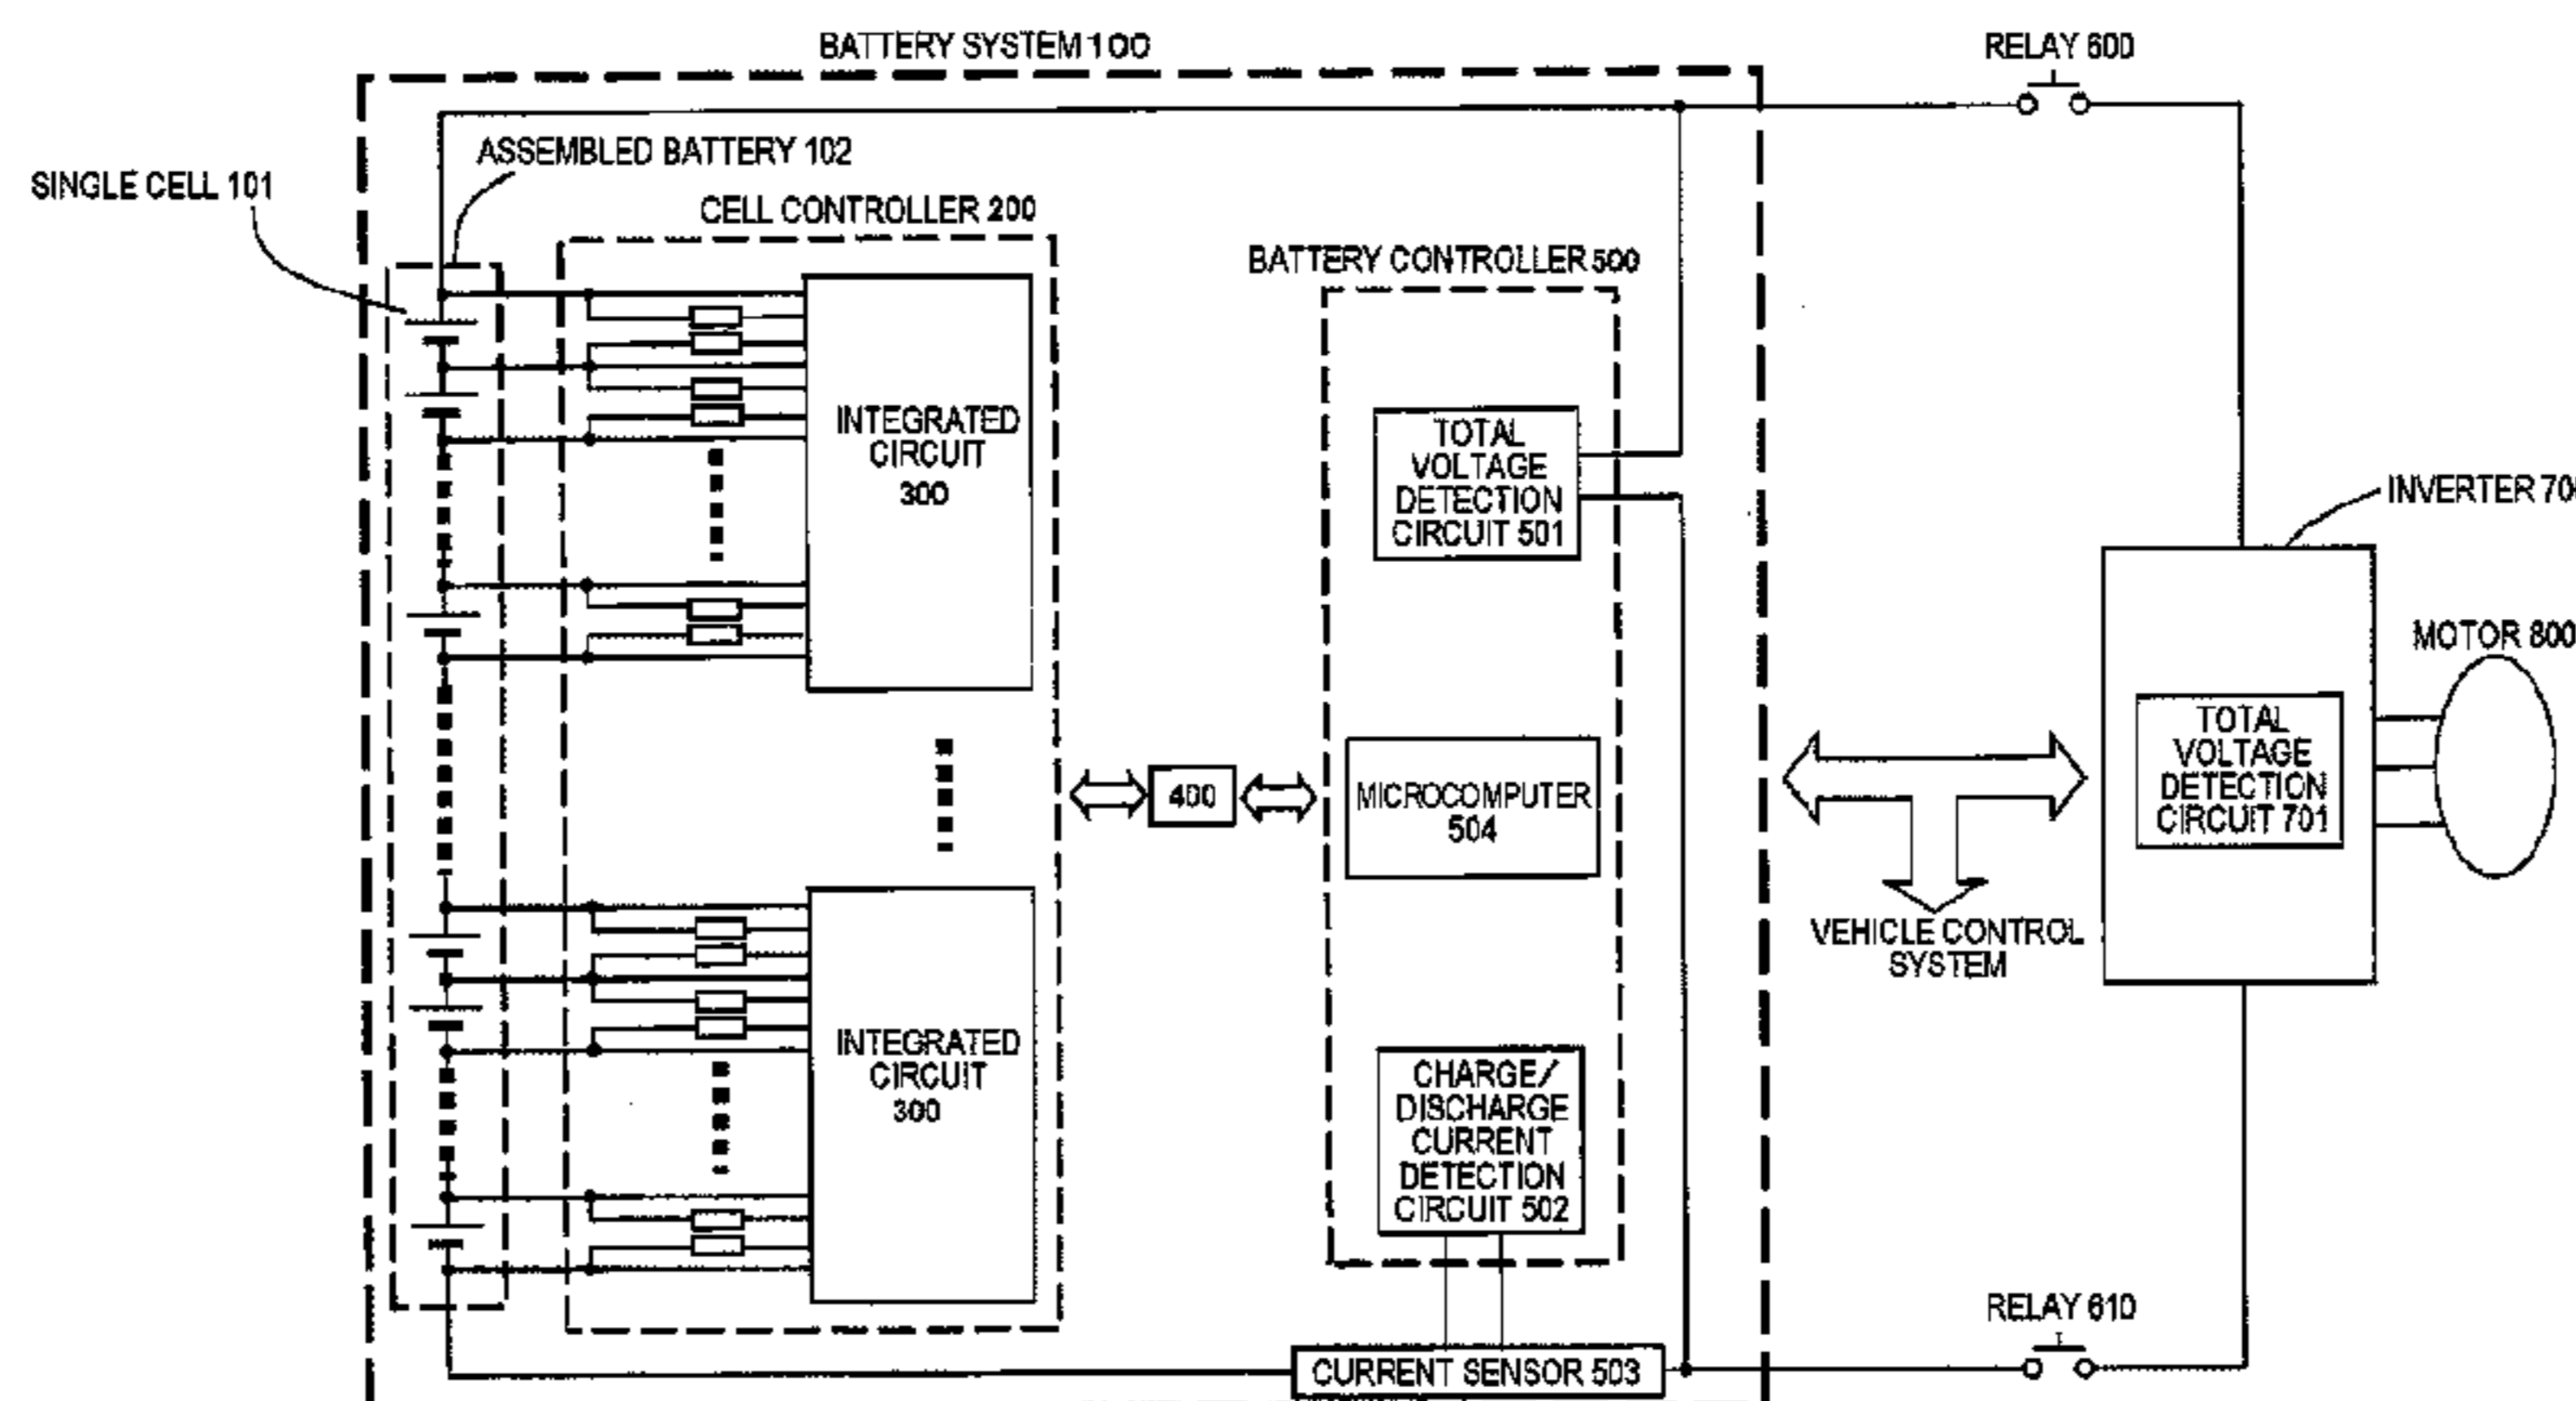 BATTERY SYSTEM 100
RELAY 600
ASSEMBLED BATTERY 102
SINGLE CELL 101
CELL CONTROLLER 200
BATTERY CONTROLLER 500
INTEGRATED
CIRCUIT
300
TOTAL
VOLTAGE
DETECTION
CIRCUIT 501
INVERTER 70
MOTOR 800
TOTAL
VOLTAGE
DETECTION
CIRCUIT 701
400
MICROCOMPUTER
504
VEHICLE CONTROL
SYSTEM
INTEGRATED
CIRCUIT
300
CHARGE/
DISCHARGE
CURRENT
DETECTION
CIRCUIT 502
RELAY 610
CURRENT SENSOR 503